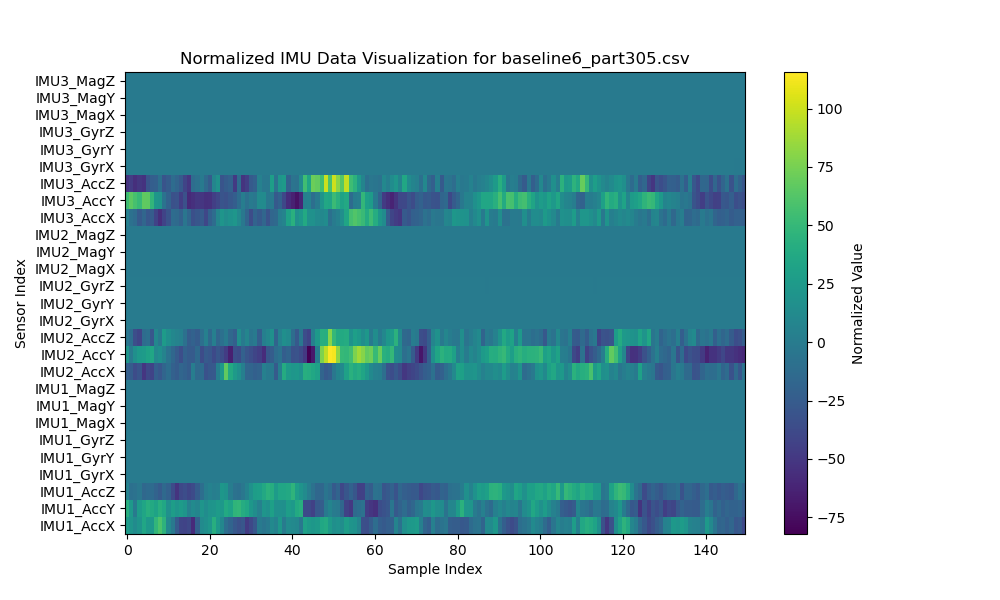 Normalized IMU Data Visualization for baseline6_part305.csv
IMU3_MagZ
IMU3_MagY
IMU3_MagX
IMU3_GyrZ
IMU3_GyrY
IMU3_GyrX
IMU3_AccZ
IMU3_AccY
IMU3_AccX
IMU2_MagZ
IMU2_MagY
IMU2_MagX
IMU2_GyrZ
IMU2_GyrY
IMU2_GyrX
IMU2_AccZ
IMU2_AccY
IMU2_AccX
IMU1_MagZ
IMU1_MagY
IMU1_MagX
IMU1_GyrZ
IMU1_GyrY
IMU1_GyrX
IMU1_AccZ
IMU1_AccY
IMU1_AccX
Sensor Index
0 20 40 60 80 100 120 140
Sample Index
100
75
50
25
0
−25
−50
−75
Normalized Value